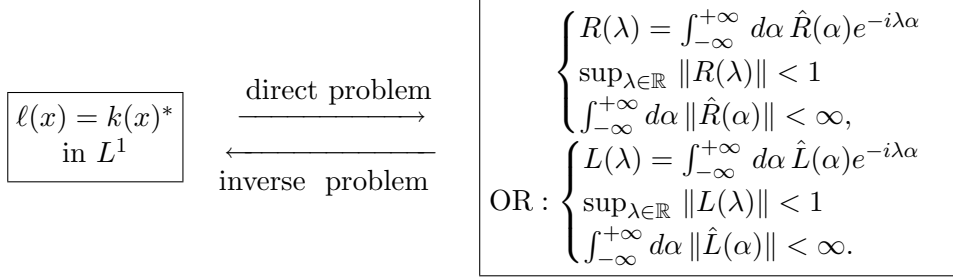 ℓ(x) = k(x)*
in L¹
direct problem
inverse problem
R(λ) = ∫_{-∞}^{+∞} dα R̂(α)e^{-iλα}
sup_{λ∈ℝ} ‖R(λ)‖ < 1
∫_{-∞}^{+∞} dα ‖R̂(α)‖ < ∞,
OR :
L(λ) = ∫_{-∞}^{+∞} dα L̂(α)e^{-iλα}
sup_{λ∈ℝ} ‖L(λ)‖ < 1
∫_{-∞}^{+∞} dα ‖L̂(α)‖ < ∞.